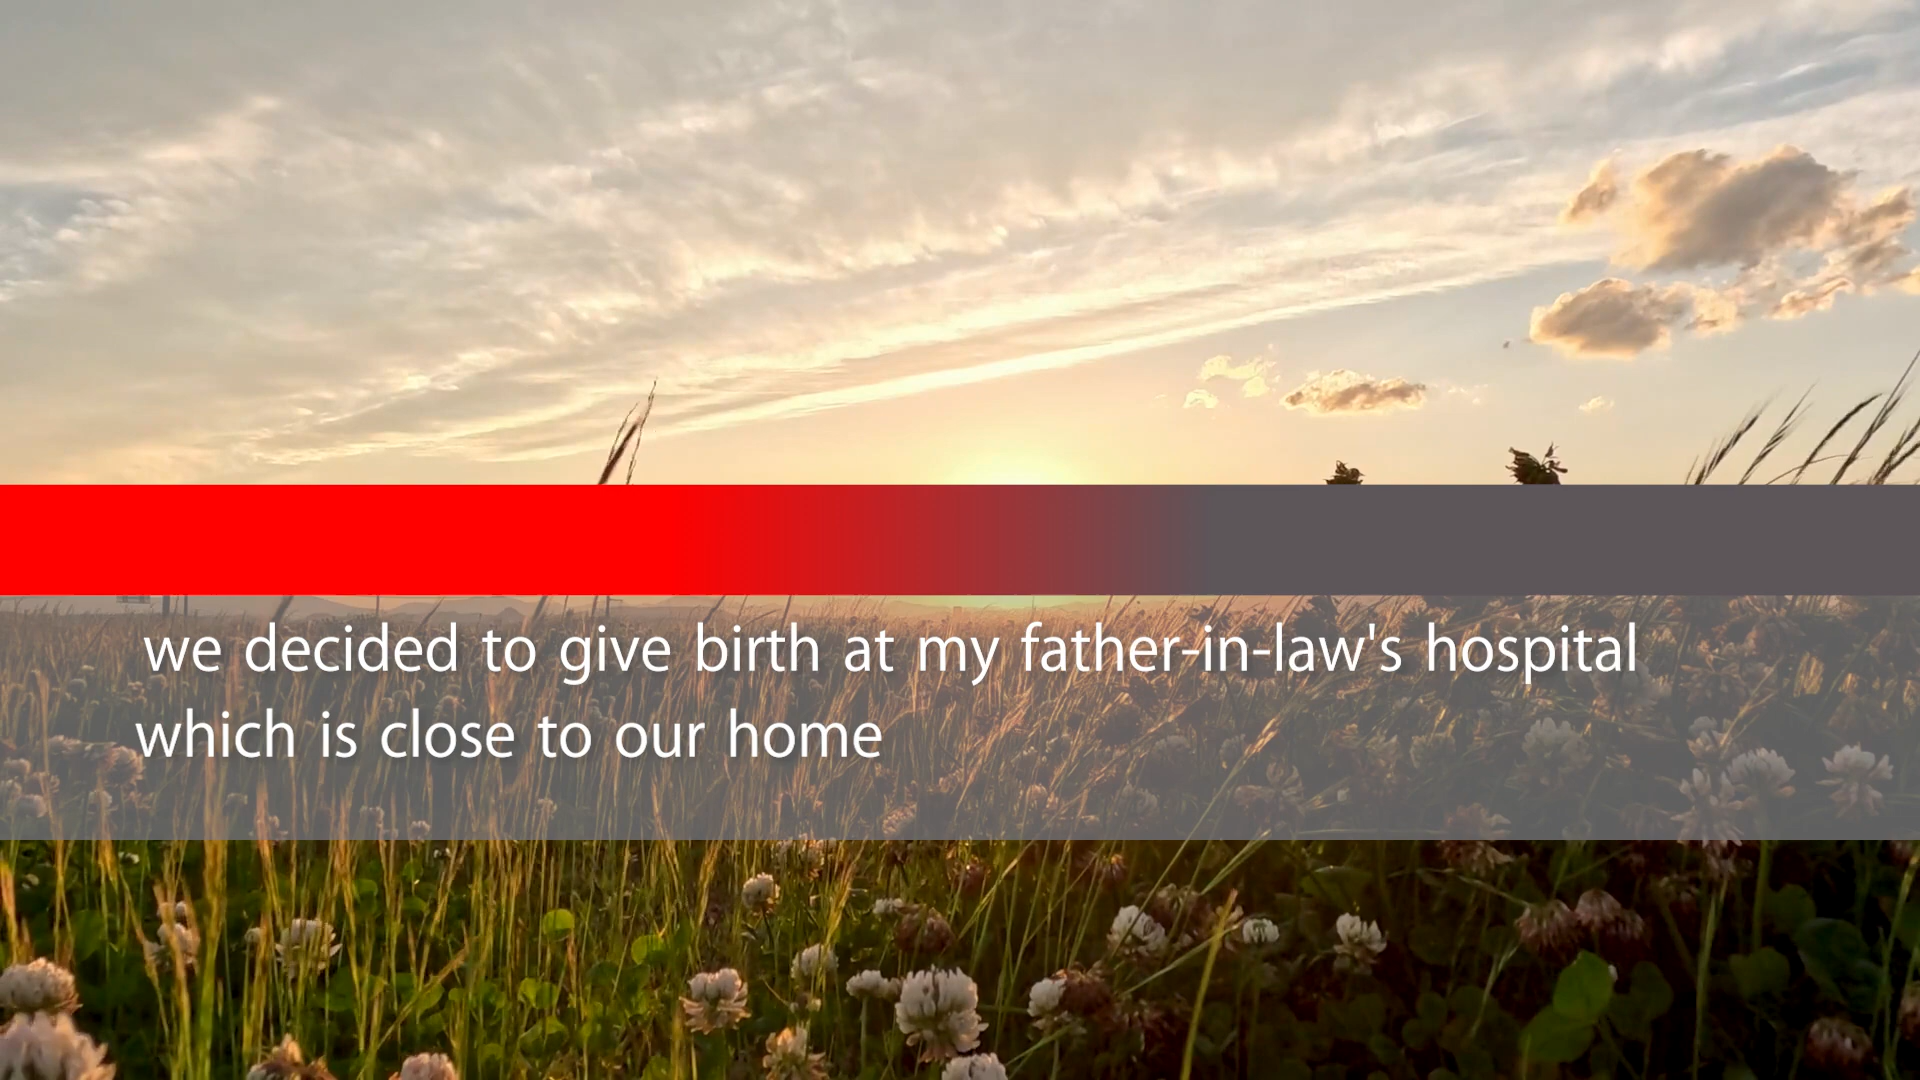 we decided to give birth at my father-in-law's hospital
which is close to our home